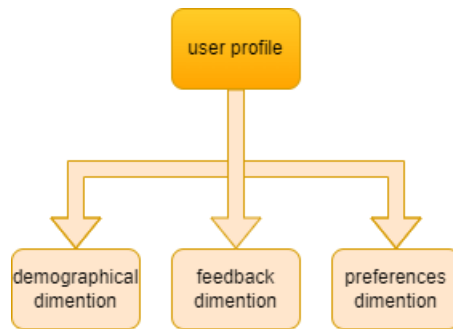 user profile
demographical
dimention
feedback
dimention
preferences
dimention